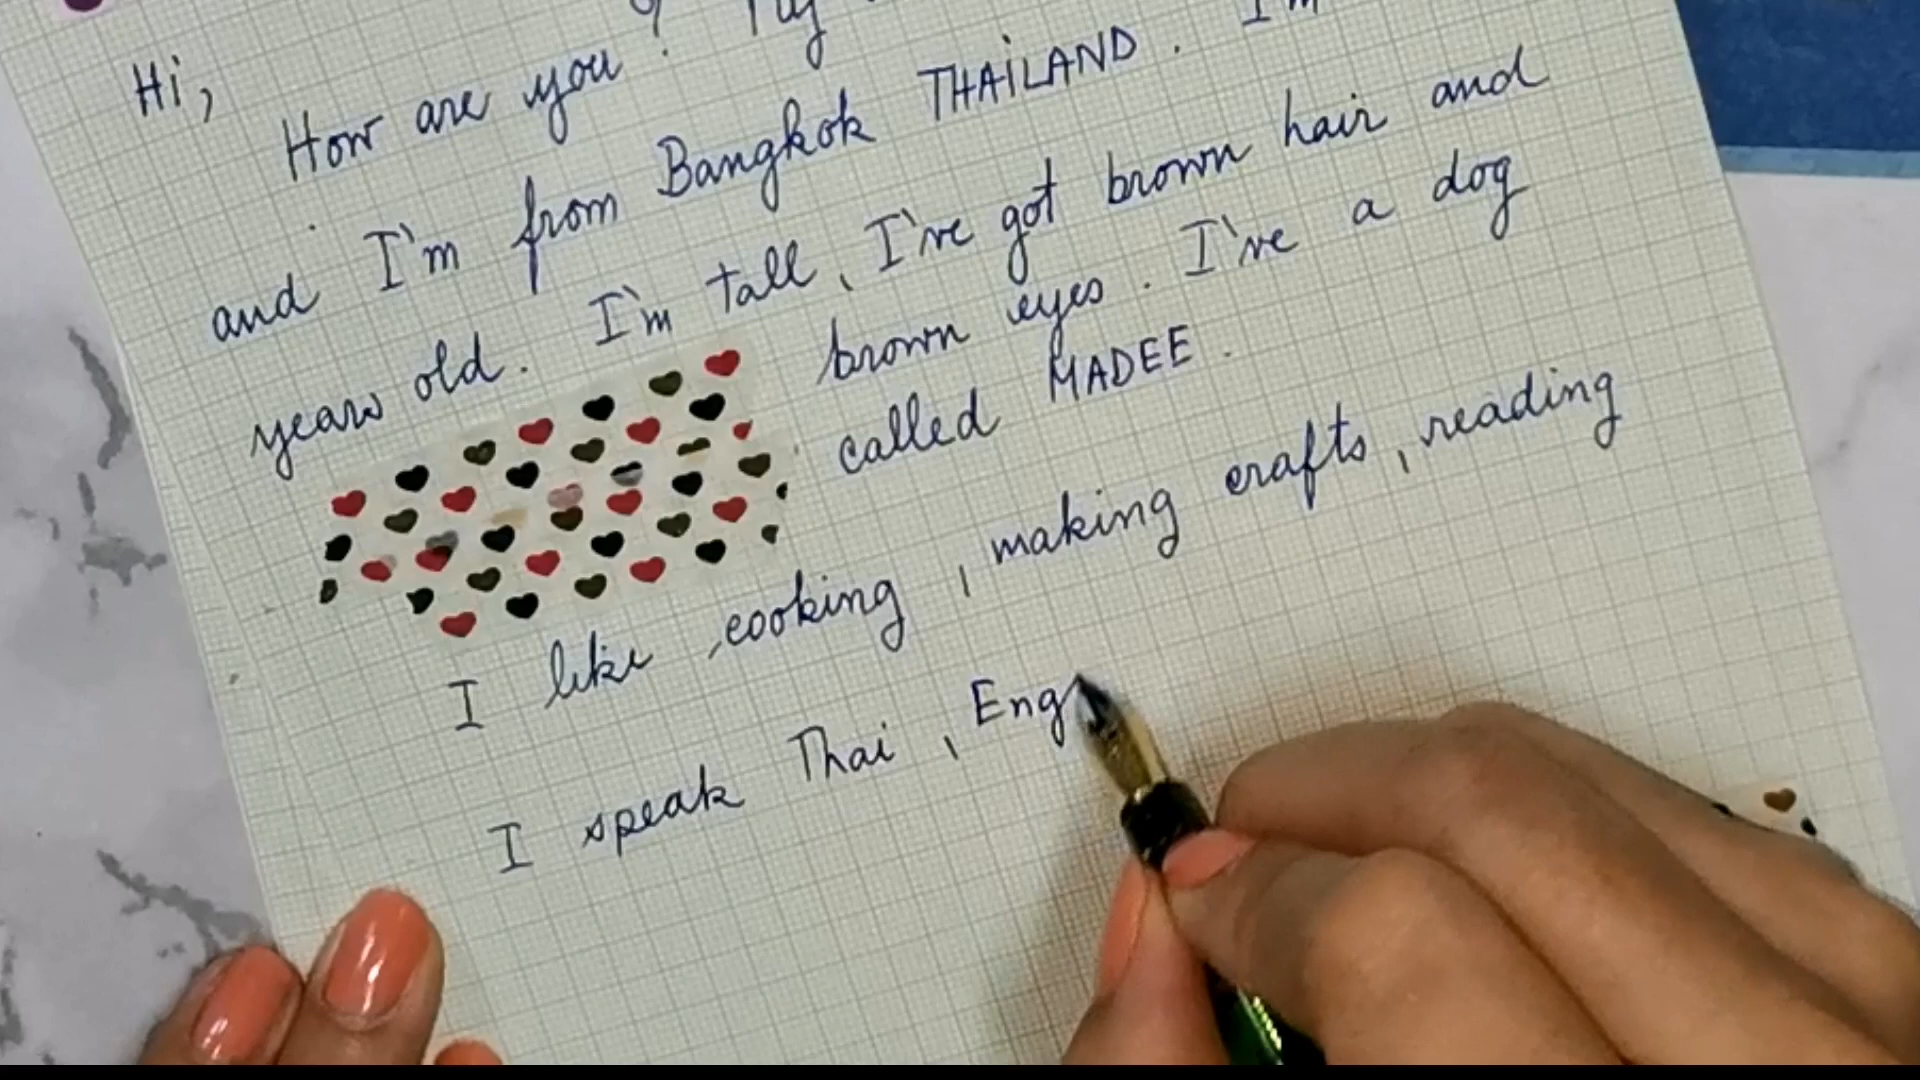 Hi,
How are you?
and I'm from Bangkok THAILAND. I'm
years old. I'm tall, I've got brown hair and
brown eyes. I've a dog
called MADEE.
I like, cooking, making crafts, reading
I speak Thai, Eng